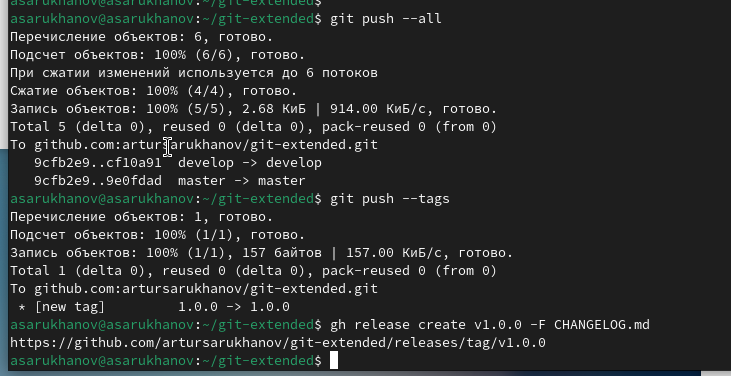 asarukhanov@asarukhanov:~/git-extended$
asarukhanov@asarukhanov:~/git-extended$ git push --all
Перечисление объектов: 6, готово.
Подсчет объектов: 100% (6/6), готово.
При сжатии изменений используется до 6 потоков
Сжатие объектов: 100% (4/4), готово.
Запись объектов: 100% (5/5), 2.68 КиБ | 914.00 КиБ/с, готово.
Total 5 (delta 0), reused 0 (delta 0), pack-reused 0 (from 0)
To github.com:artursarukhanov/git-extended.git
   9cfb2e9..cf10a91  develop -> develop
   9cfb2e9..9e0fdad  master -> master
asarukhanov@asarukhanov:~/git-extended$ git push --tags
Перечисление объектов: 1, готово.
Подсчет объектов: 100% (1/1), готово.
Запись объектов: 100% (1/1), 157 байтов | 157.00 КиБ/с, готово.
Total 1 (delta 0), reused 0 (delta 0), pack-reused 0 (from 0)
To github.com:artursarukhanov/git-extended.git
 * [new tag]         1.0.0 -> 1.0.0
asarukhanov@asarukhanov:~/git-extended$ gh release create v1.0.0 -F CHANGELOG.md
https://github.com/artursarukhanov/git-extended/releases/tag/v1.0.0
asarukhanov@asarukhanov:~/git-extended$